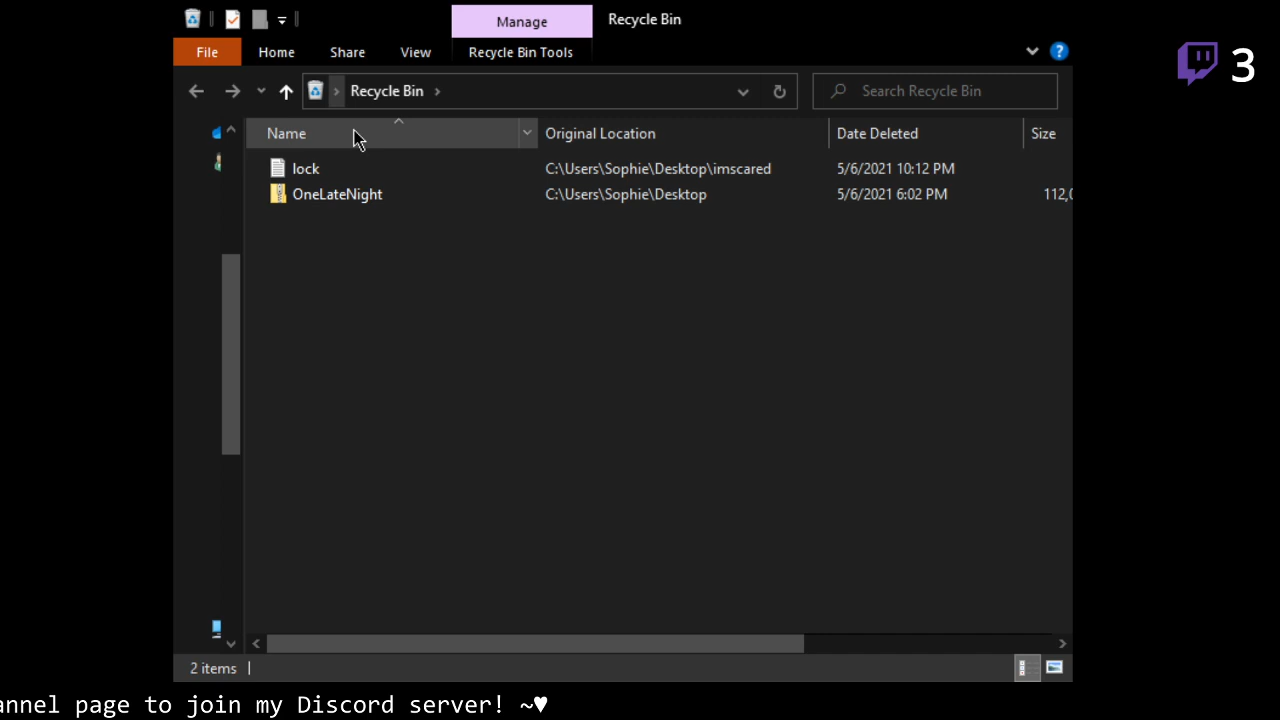 Manage
Recycle Bin
File
Home
Share
View
Recycle Bin Tools
3
Recycle Bin
Search Recycle Bin
Name
Original Location
Date Deleted
Size
lock
C:\Users\Sophie\Desktop\imscared
5/6/2021 10:12 PM
OneLateNight
C:\Users\Sophie\Desktop
5/6/2021 6:02 PM
2 items
page to join my Discord server! ~♥